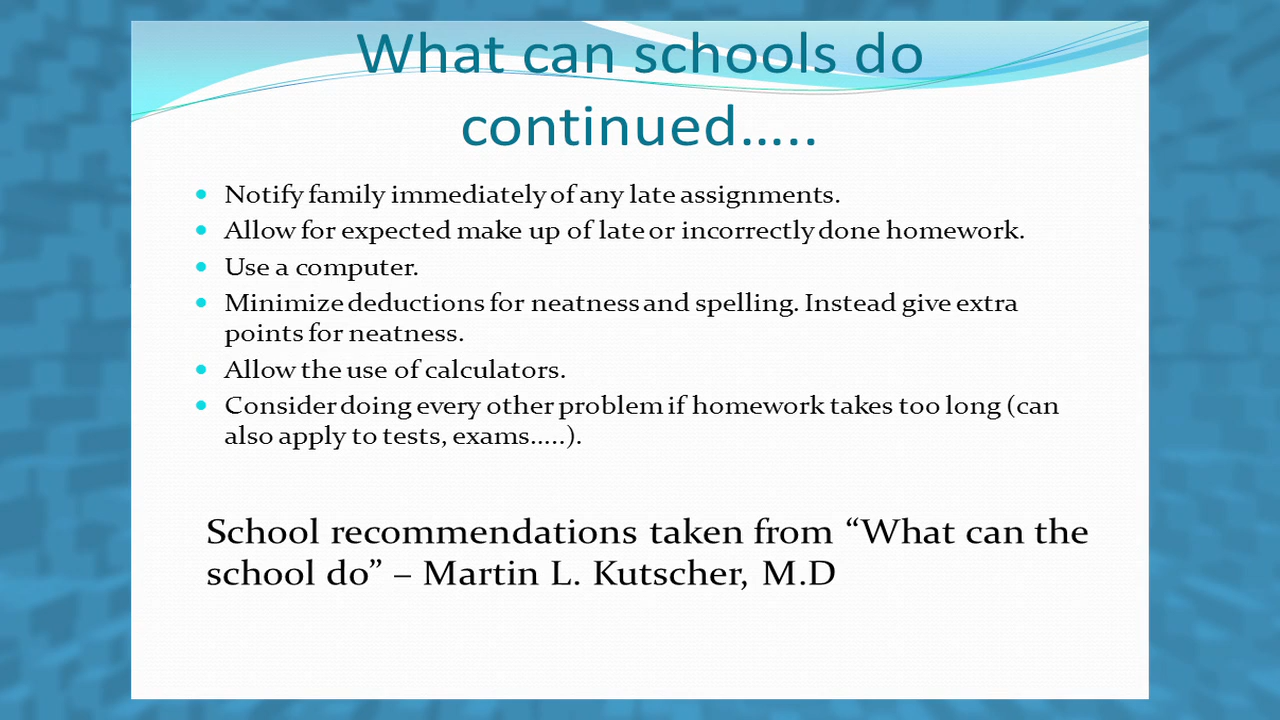 What can schools do
continued…..
Notify family immediately of any late assignments.
Allow for expected make up of late or incorrectly done homework.
Use a computer.
Minimize deductions for neatness and spelling. Instead give extra
points for neatness.
Allow the use of calculators.
Consider doing every other problem if homework takes too long (can
also apply to tests, exams…..).
School recommendations taken from “What can the
school do” – Martin L. Kutscher, M.D